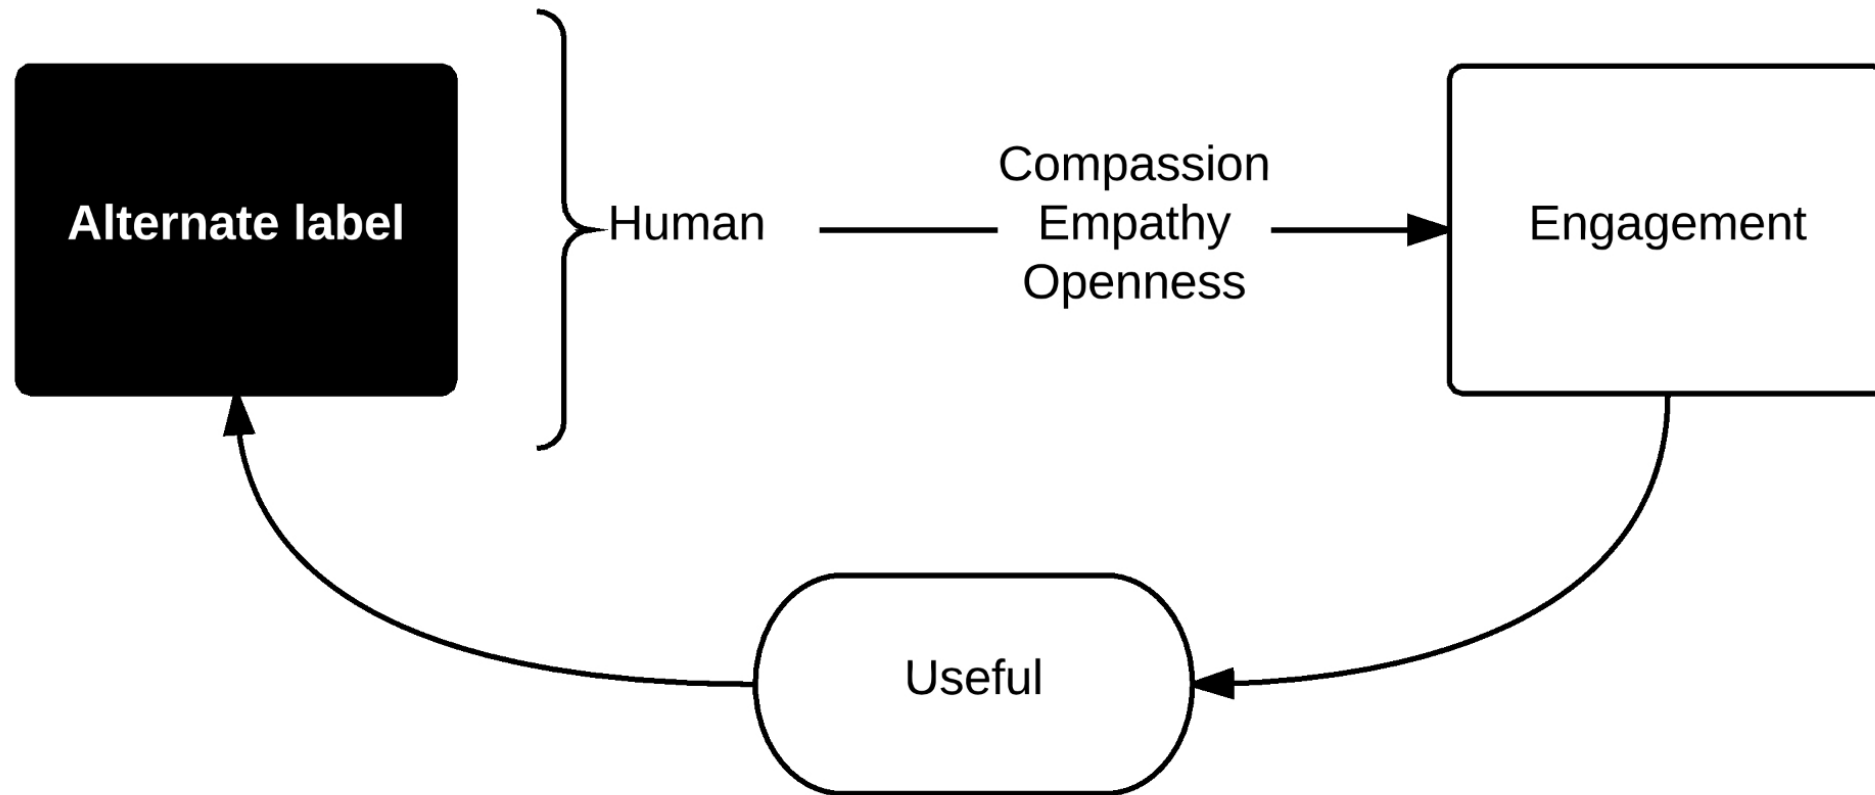 Alternate label
Human
Compassion
Empathy
Openness
Engagement
Useful